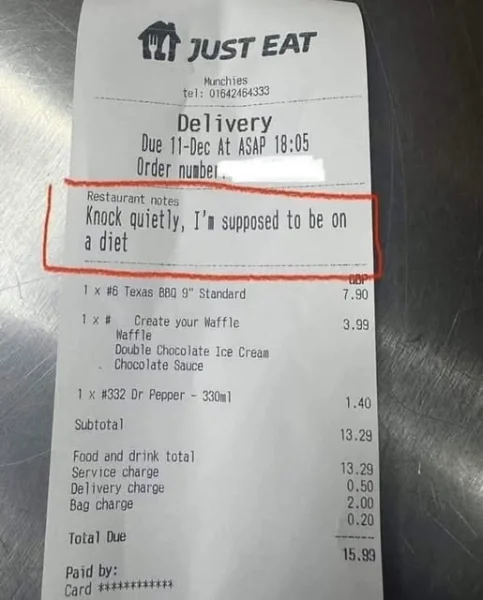 JUST EAT
Munchies
tel: 01642464333
Delivery
Due 11-Dec At ASAP 18:05
Order number.
Restaurant notes
Knock quietly, I'm supposed to be on
a diet
GBP
1 x #6 Texas BBQ 9" Standard 7.90
1 x # Create your Waffle 3.99
Waffle
Double Chocolate Ice Cream
Chocolate Sauce
1 x #332 Dr Pepper - 330ml 1.40
Subtotal 13.29
Food and drink total 13.29
Service charge 0.50
Delivery charge 2.00
Bag charge 0.20
Total Due 15.99
Paid by:
Card ************